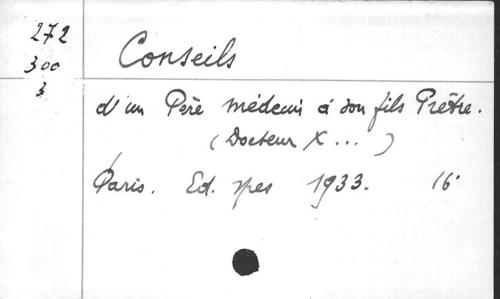 272
300
3
Conseils
d'un Père médecin à son fils Prêtre.
(Docteur X... )
Paris. Ed. Spes 1933. 16°